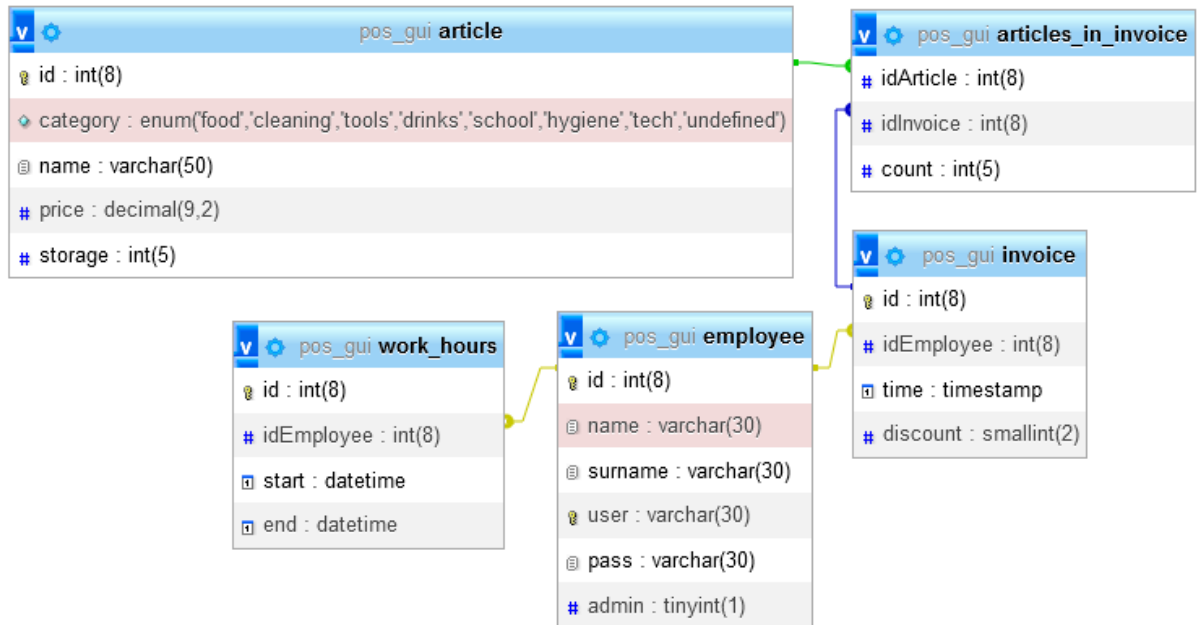 v pos_gui article
id : int(8)
category : enum('food','cleaning','tools','drinks','school','hygiene','tech','undefined')
name : varchar(50)
# price : decimal(9,2)
# storage : int(5)
v pos_gui articles_in_invoice
# idArticle : int(8)
# idInvoice : int(8)
# count : int(5)
v pos_gui invoice
id : int(8)
# idEmployee : int(8)
1 time : timestamp
# discount : smallint(2)
v pos_gui work_hours
id : int(8)
# idEmployee : int(8)
1 start : datetime
1 end : datetime
v pos_gui employee
id : int(8)
name : varchar(30)
surname : varchar(30)
user : varchar(30)
pass : varchar(30)
# admin : tinyint(1)